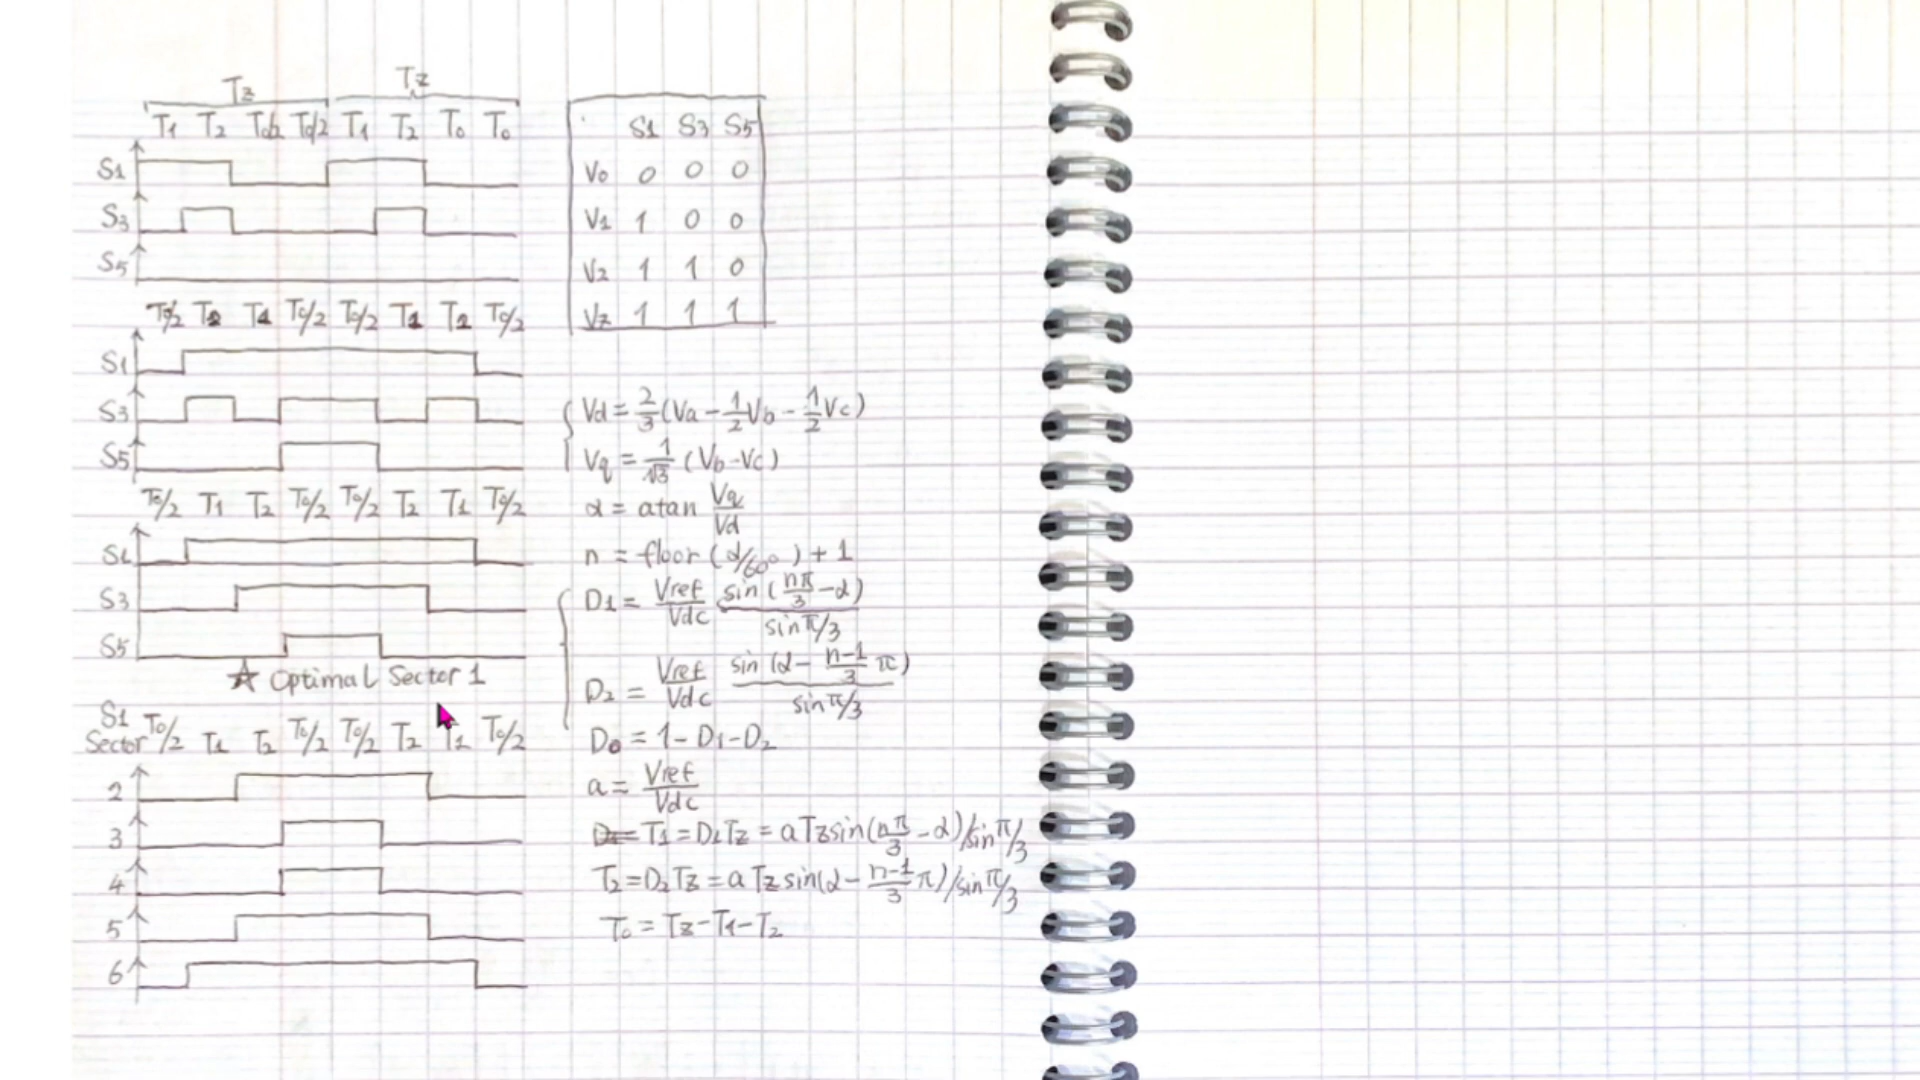 Tz Tz
T1 T2 T0/2 T0/2 T1 T2 T0 T0
S1
S3
S5
T0/2 T2 T1 T0/2 T0/2 T1 T2 T0/2
S1
S3
S5
T0/2 T1 T2 T0/2 T0/2 T2 T1 T0/2
S1
S3
S5
☆ Optimal Sector 1
S1
Sector T0/2 T1 T2 T0/2 T0/2 T2 T1 T0/2
2
3
4
5
6
S1 S3 S5
V0 0 0 0
V1 1 0 0
V2 1 1 0
Vz 1 1 1
Vd = 2/3 (Va - 1/2 Vb - 1/2 Vc)
Vq = 1/√3 (Vb - Vc)
α = atan Vq/Vd
n = floor (α/60°) + 1
D1 = Vref/Vdc sin (nπ/3 - α)/sin π/3
D2 = Vref/Vdc sin (α - n-1/3 π)/sin π/3
D0 = 1 - D1 - D2
a = Vref/Vdc
T1 = D1Tz = aTz sin(nπ/3 - α)/sin π/3
T2 = D2 Tz = a Tz sin(α - n-1/3 π)/sin π/3
T0 = Tz - T1 - T2